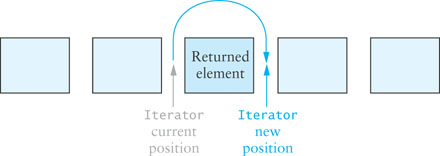 Returned
element
Iterator
current
position
Iterator
new
position